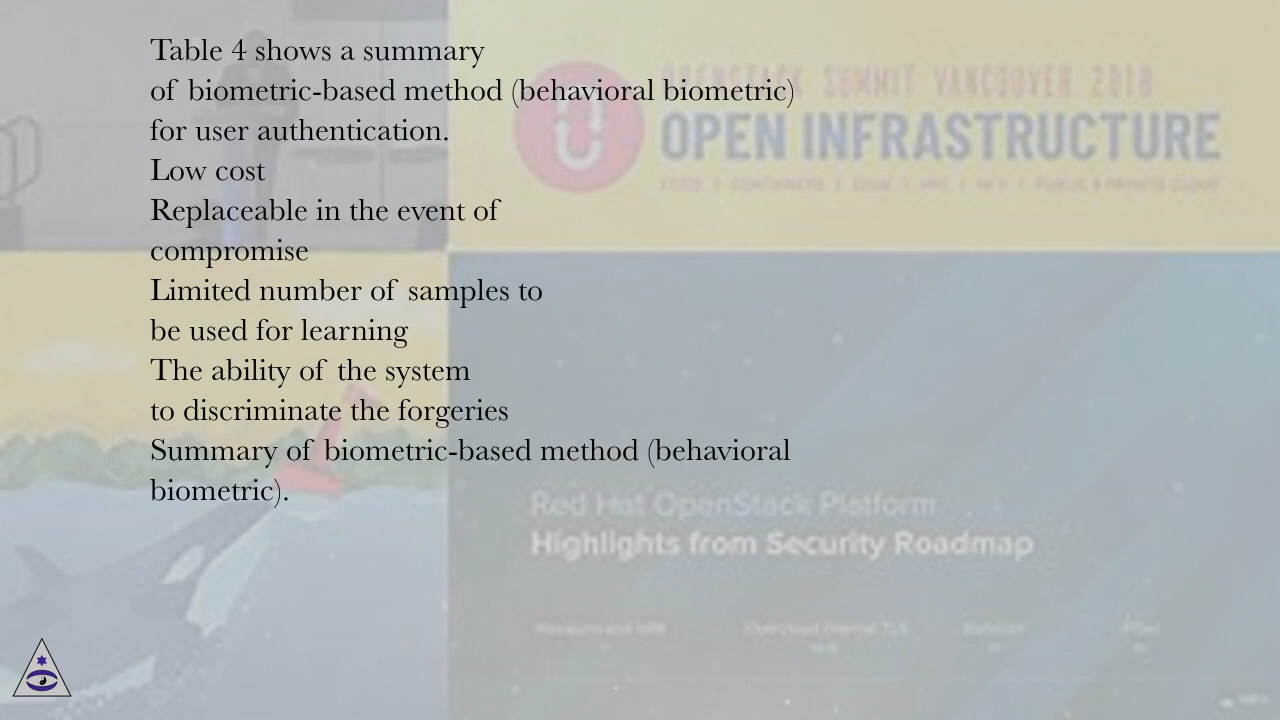 Table 4 shows a summary
of biometric-based method (behavioral biometric)
for user authentication.
Low cost
Replaceable in the event of
compromise
Limited number of samples to
be used for learning
The ability of the system
to discriminate the forgeries
Summary of biometric-based method (behavioral
biometric).
OPENSTACK SUMMIT VANCOUVER 2018
OPEN INFRASTRUCTURE
Red Hat OpenStack Platform
Highlights from Security Roadmap